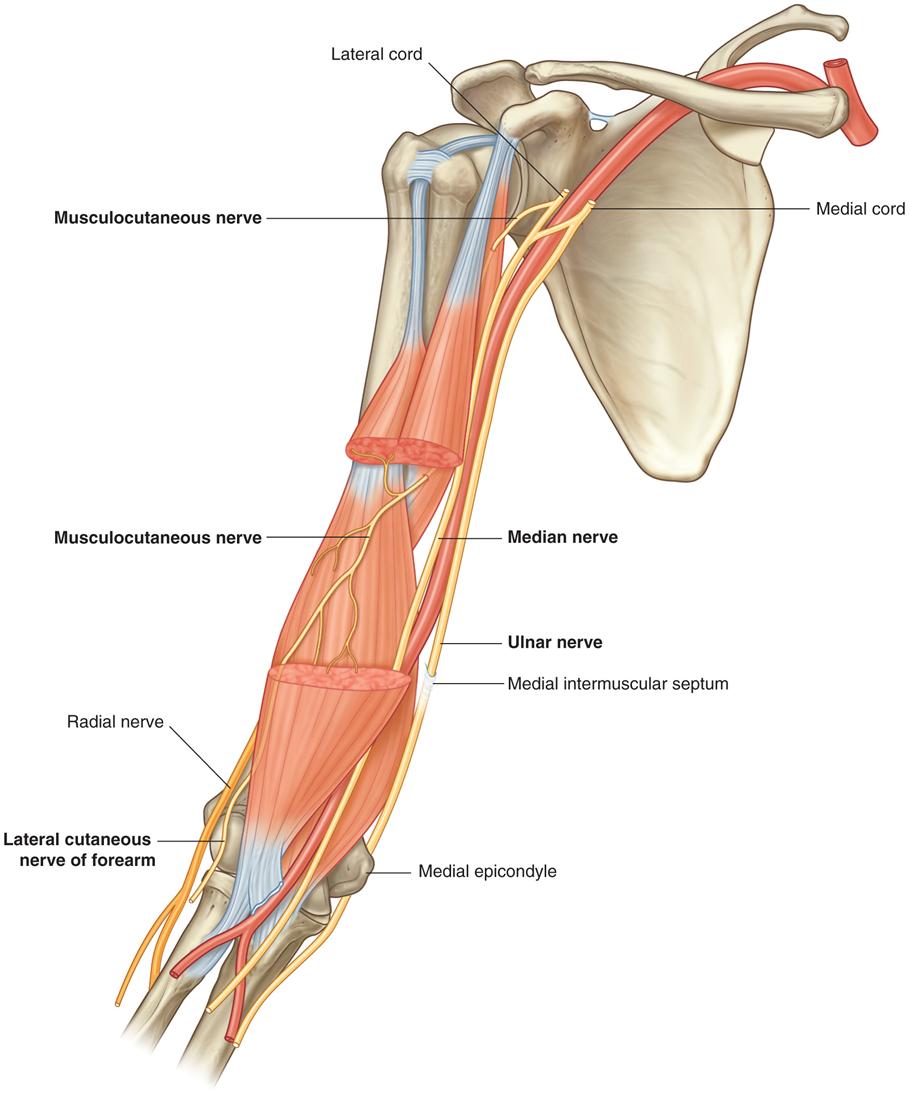 Lateral cord
Musculocutaneous nerve
Medial cord
Musculocutaneous nerve
Median nerve
Ulnar nerve
Medial intermuscular septum
Radial nerve
Lateral cutaneous
nerve of forearm
Medial epicondyle